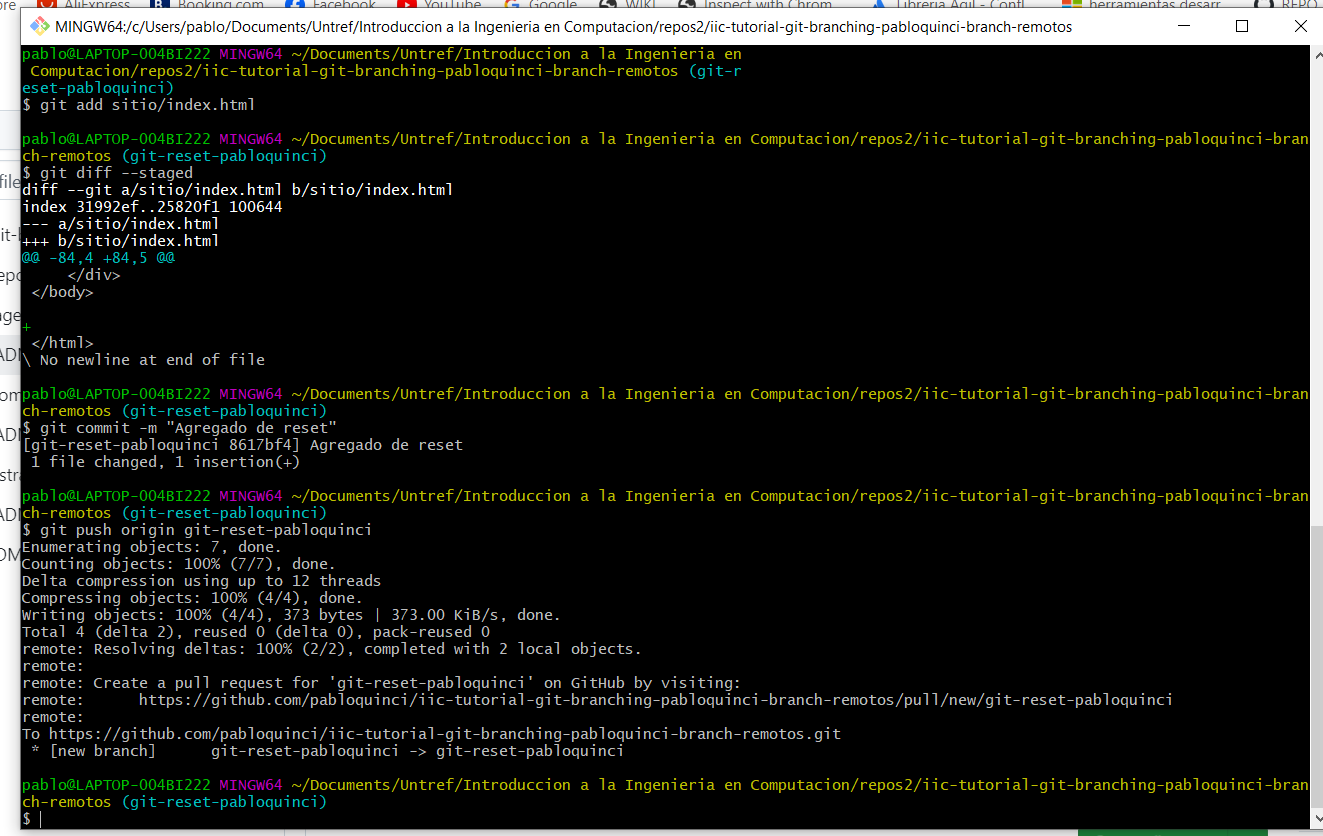 AliExpress Booking.com Facebook YouTube Google WIKI Inspect with Chrom Libreria Agil - Confl herramientas desarr REPO
MINGW64:/c/Users/pablo/Documents/Untref/Introduccion a la Ingenieria en Computacion/repos2/iic-tutorial-git-branching-pabloquinci-branch-remotos
pablo@LAPTOP-OO4BI222 MINGW64 ~/Documents/Untref/Introduccion a la Ingenieria en
 Computacion/repos2/iic-tutorial-git-branching-pabloquinci-branch-remotos (git-r
eset-pabloquinci)
$ git add sitio/index.html
pablo@LAPTOP-OO4BI222 MINGW64 ~/Documents/Untref/Introduccion a la Ingenieria en Computacion/repos2/iic-tutorial-git-branching-pabloquinci-bran
ch-remotos (git-reset-pabloquinci)
$ git diff --staged
diff --git a/sitio/index.html b/sitio/index.html
index 31992ef..25820f1 100644
--- a/sitio/index.html
+++ b/sitio/index.html
@@ -84,4 +84,5 @@
     </div>
 </body>
+
 </html>
\ No newline at end of file
pablo@LAPTOP-OO4BI222 MINGW64 ~/Documents/Untref/Introduccion a la Ingenieria en Computacion/repos2/iic-tutorial-git-branching-pabloquinci-bran
ch-remotos (git-reset-pabloquinci)
$ git commit -m "Agregado de reset"
[git-reset-pabloquinci 8617bf4] Agregado de reset
 1 file changed, 1 insertion(+)
pablo@LAPTOP-OO4BI222 MINGW64 ~/Documents/Untref/Introduccion a la Ingenieria en Computacion/repos2/iic-tutorial-git-branching-pabloquinci-bran
ch-remotos (git-reset-pabloquinci)
$ git push origin git-reset-pabloquinci
Enumerating objects: 7, done.
Counting objects: 100% (7/7), done.
Delta compression using up to 12 threads
Compressing objects: 100% (4/4), done.
Writing objects: 100% (4/4), 373 bytes | 373.00 KiB/s, done.
Total 4 (delta 2), reused 0 (delta 0), pack-reused 0
remote: Resolving deltas: 100% (2/2), completed with 2 local objects.
remote:
remote: Create a pull request for 'git-reset-pabloquinci' on GitHub by visiting:
remote:      https://github.com/pabloquinci/iic-tutorial-git-branching-pabloquinci-branch-remotos/pull/new/git-reset-pabloquinci
remote:
To https://github.com/pabloquinci/iic-tutorial-git-branching-pabloquinci-branch-remotos.git
 * [new branch]      git-reset-pabloquinci -> git-reset-pabloquinci
pablo@LAPTOP-OO4BI222 MINGW64 ~/Documents/Untref/Introduccion a la Ingenieria en Computacion/repos2/iic-tutorial-git-branching-pabloquinci-bran
ch-remotos (git-reset-pabloquinci)
$